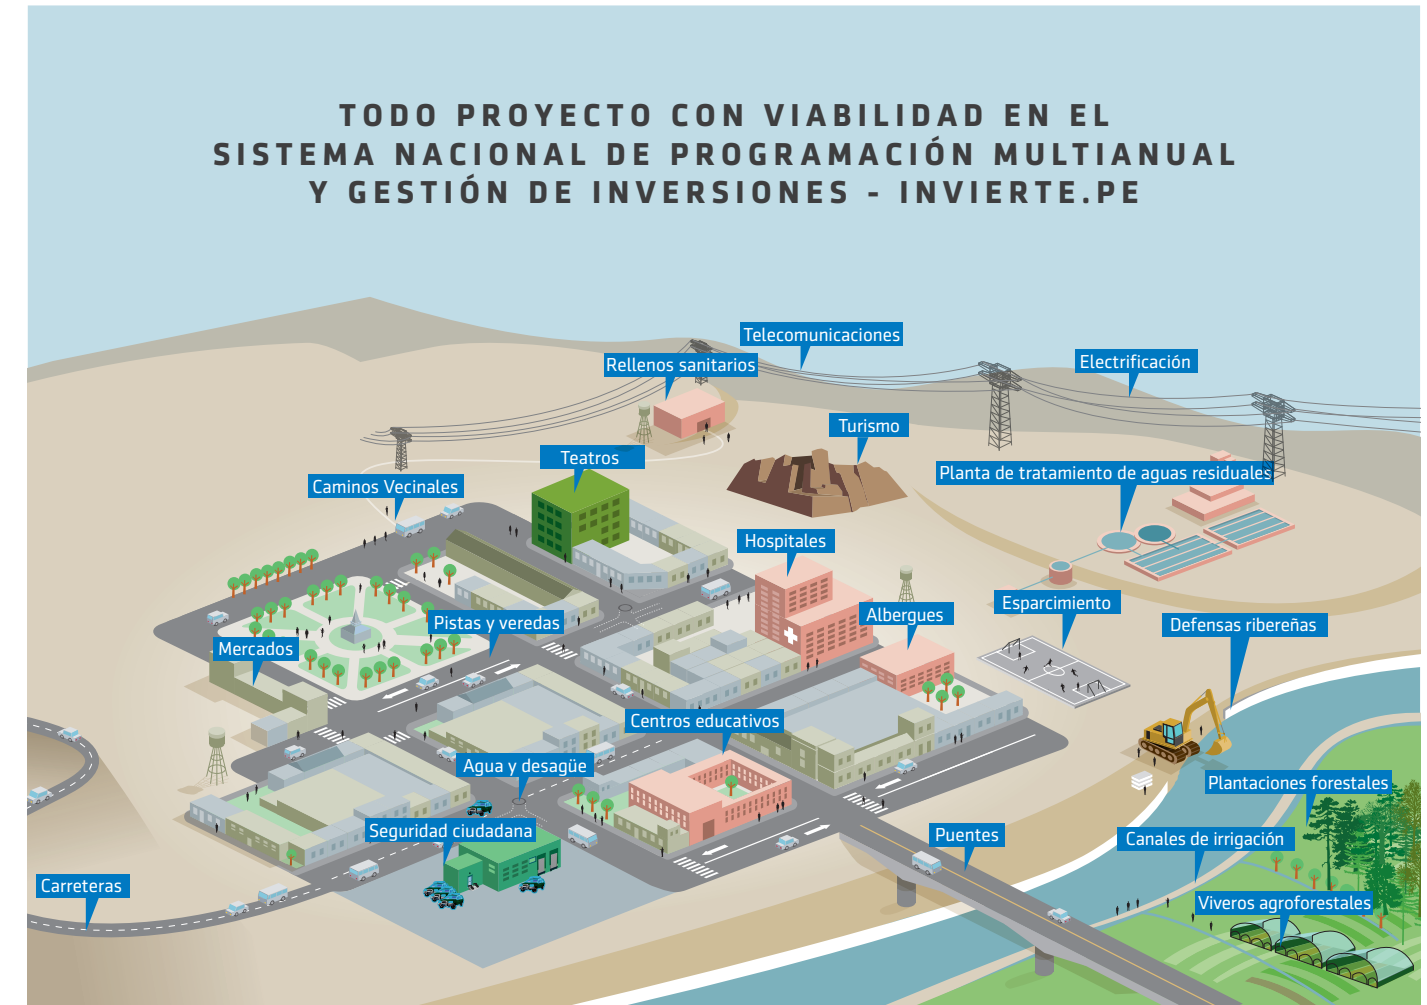 TODO PROYECTO CON VIABILIDAD EN EL
SISTEMA NACIONAL DE PROGRAMACIÓN MULTIANUAL
Y GESTIÓN DE INVERSIONES - INVIERTE.PE
Telecomunicaciones
Rellenos sanitarios
Electrificación
Turismo
Teatros
Planta de tratamiento de aguas residuales
Caminos Vecinales
Hospitales
Esparcimiento
Albergues
Pistas y veredas
Defensas ribereñas
Mercados
Centros educativos
Agua y desagüe
Plantaciones forestales
Seguridad ciudadana
Puentes
Canales de irrigación
Carreteras
Viveros agroforestales